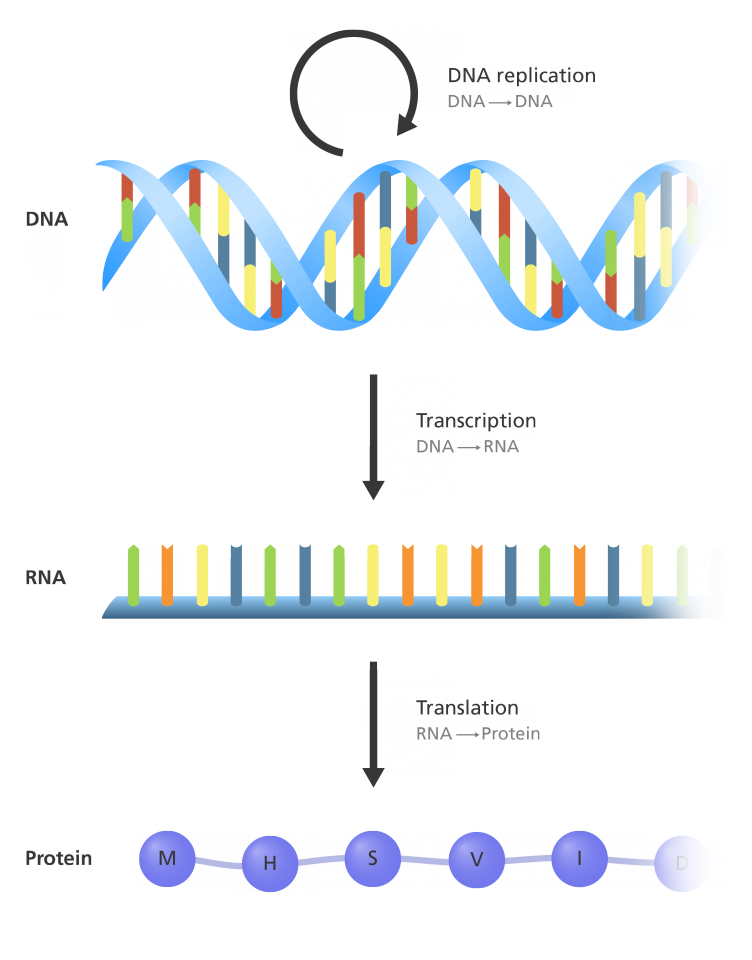 DNA replication
DNA → DNA
DNA
Transcription
DNA → RNA
RNA
Translation
RNA → Protein
Protein
M H S V I D